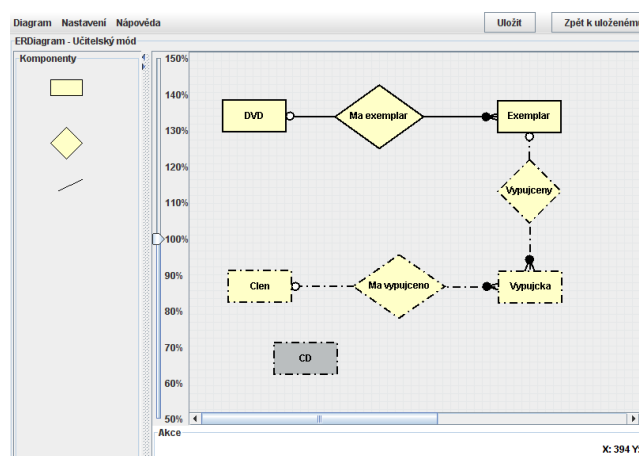 Diagram Nastavení Nápověda
Uložit
Zpět k uloženému
ERDiagram - Učitelský mód
Komponenty
150%
140%
130%
120%
110%
100%
90%
80%
70%
60%
50%
DVD
Ma exemplar
Exemplar
Vypujceny
Clen
Ma vypujceno
Vypujcka
CD
Akce
X: 394 Y: